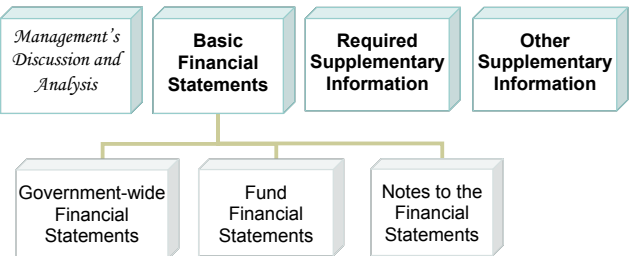 Management's
Discussion and
Analysis
Basic
Financial
Statements
Required
Supplementary
Information
Other
Supplementary
Information
Government-wide
Financial
Statements
Fund
Financial
Statements
Notes to the
Financial
Statements